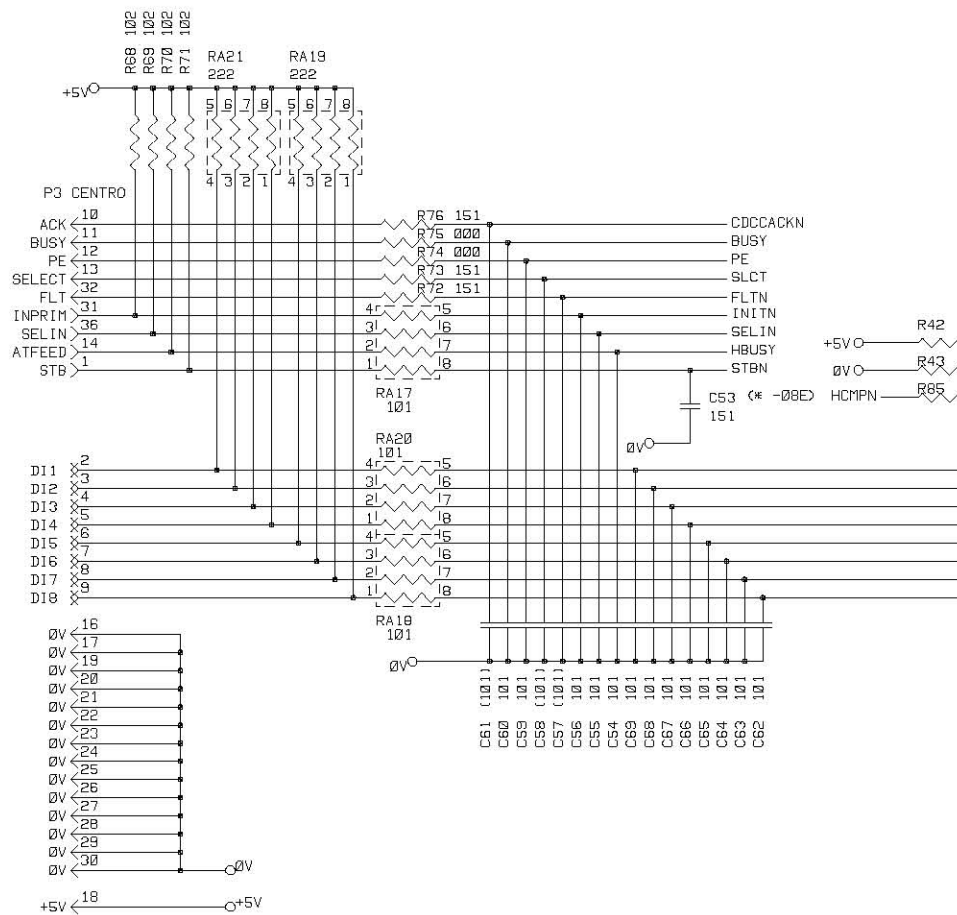 R68 102
R69 102
R70 102
R71 102
RA21
222
RA19
222
+5V
5 6 7 8
5 6 7 8
4 3 2 1
4 3 2 1
P3 CENTRO
ACK 10 R76 151 CDCCACKN
BUSY 11 R75 000 BUSY
PE 12 R74 000 PE
SELECT 13 R73 151 SLCT
FLT 32 R72 151 FLTN
INPRIM 31 4 5 INITN
SELIN 36 3 6 SELIN
ATFEED 14 2 7 HBUSY
STB 1 1 8 STBN
RA17
101
+5V R42
0V R43
HCMPN R85
C53 (* -08E)
151
0V
RA20
101
DI1 2 4 5
DI2 3 3 6
DI3 4 2 7
DI4 5 1 8
DI5 6 4 5
DI6 7 3 6
DI7 8 2 7
DI8 9 1 8
RA18
101
0V
C61 (101)
C60 101
C59 101
C58 (101)
C57 (101)
C56 101
C55 101
C54 101
C69 101
C68 101
C67 101
C66 101
C65 101
C64 101
C63 101
C62 101
0V 16
0V 17
0V 19
0V 20
0V 21
0V 22
0V 23
0V 24
0V 25
0V 26
0V 27
0V 28
0V 29
0V 30 0V
+5V 18 +5V